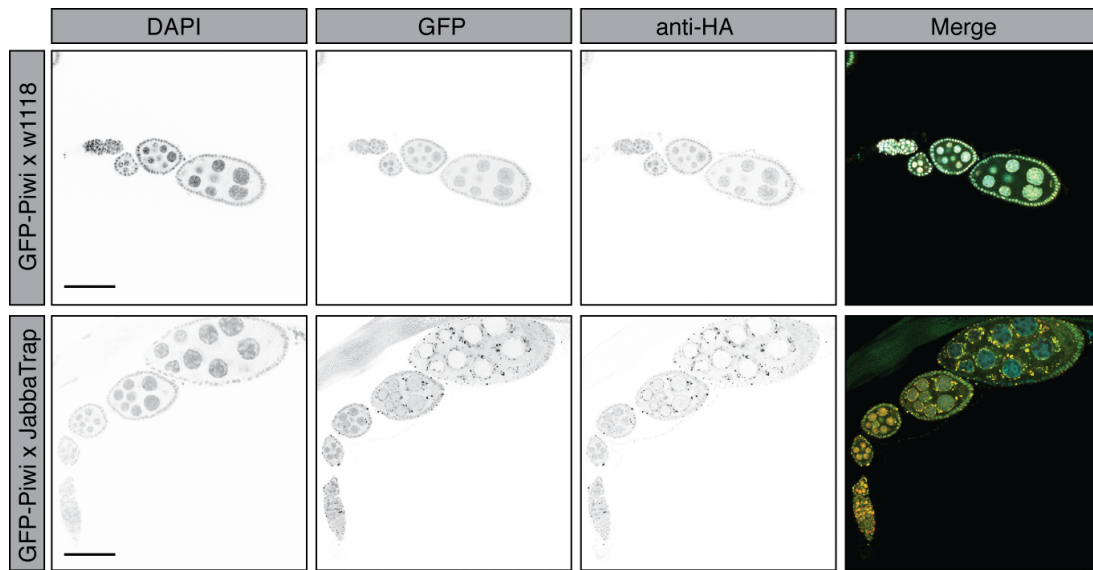 DAPI
GFP
anti-HA
Merge
GFP-Piwi x w1118
GFP-Piwi x JabbaTrap